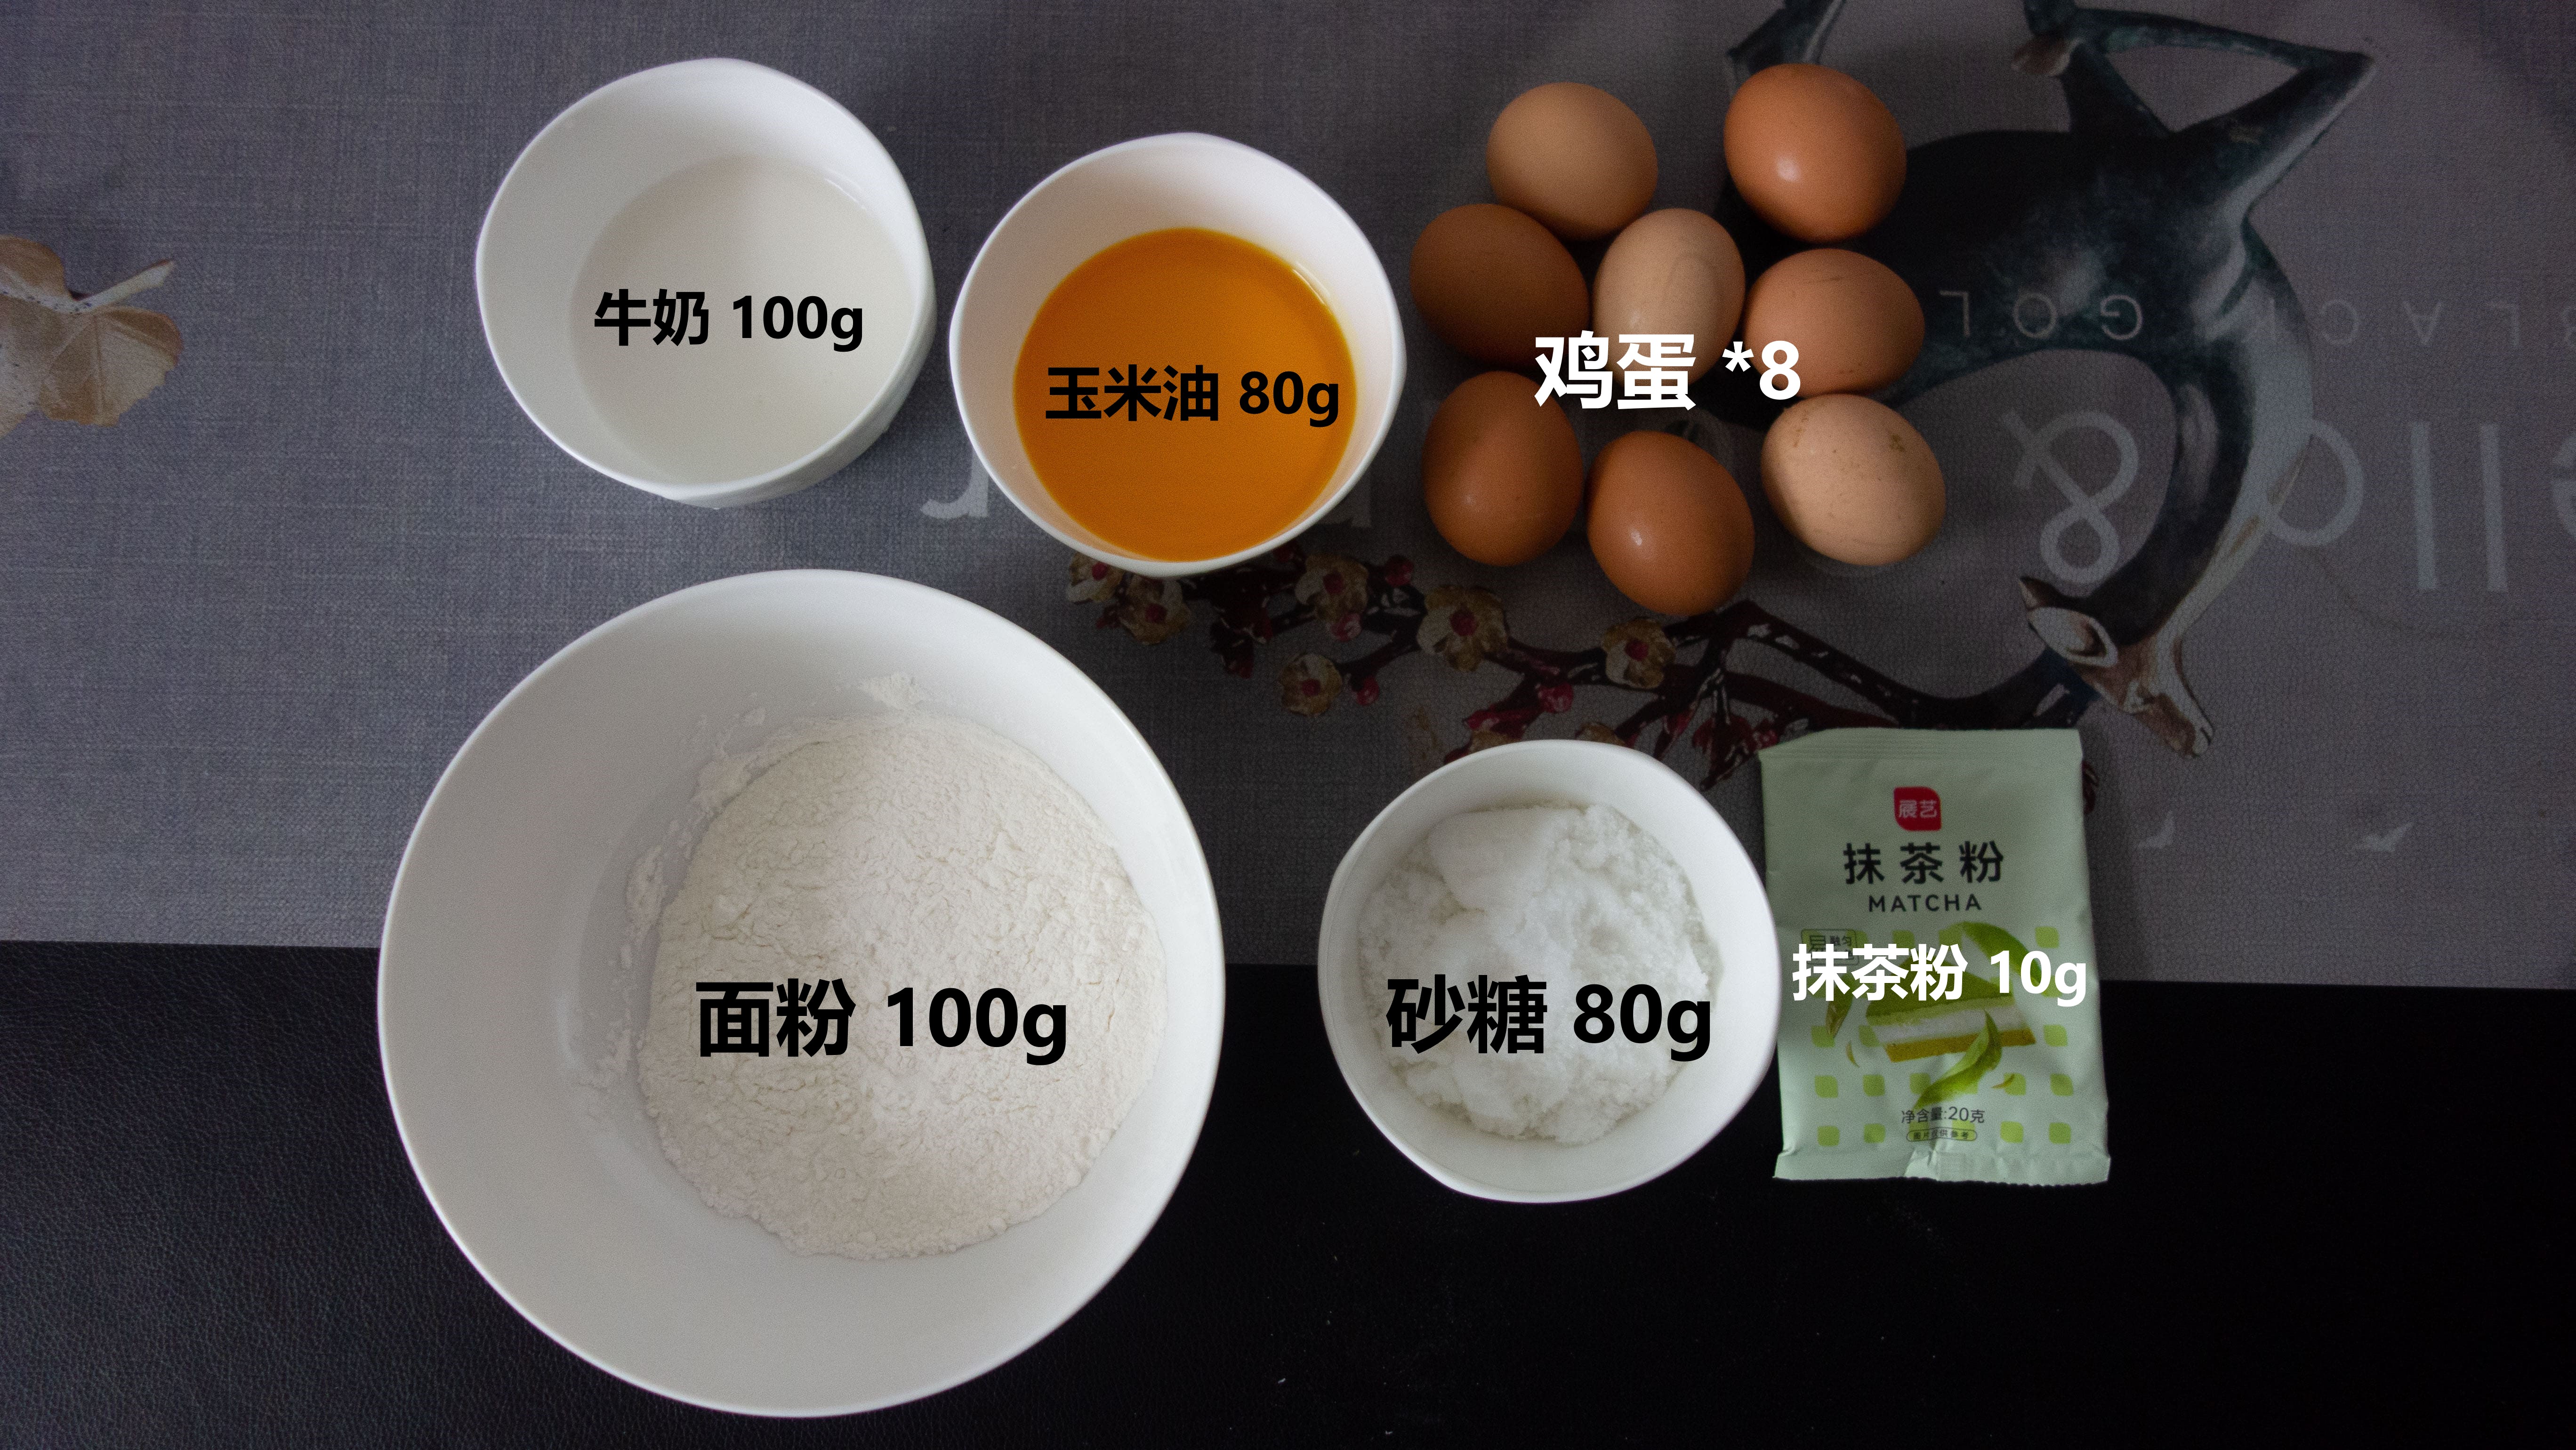 牛奶 100g
玉米油 80g
鸡蛋 *8
面粉 100g
砂糖 80g
展艺
抹茶粉
MATCHA
抹茶粉 10g
净含量:20克